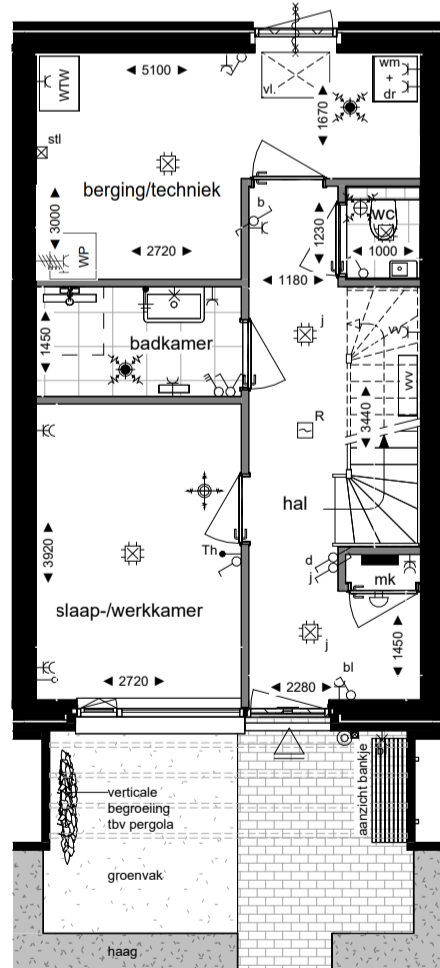 5100
WTW
vl.
1670
wm
+
dr
stl
berging/techniek
3000
WP
2720
b
1230
WC
1000
1180
1450
badkamer
j
vv
vv
R
3440
hal
3920
Th
d
j
mk
slaap-/werkkamer
j
1450
2720
2280
bl
verticale
begroeiing
tbv pergola
aanzicht bankje
groenvak
haag